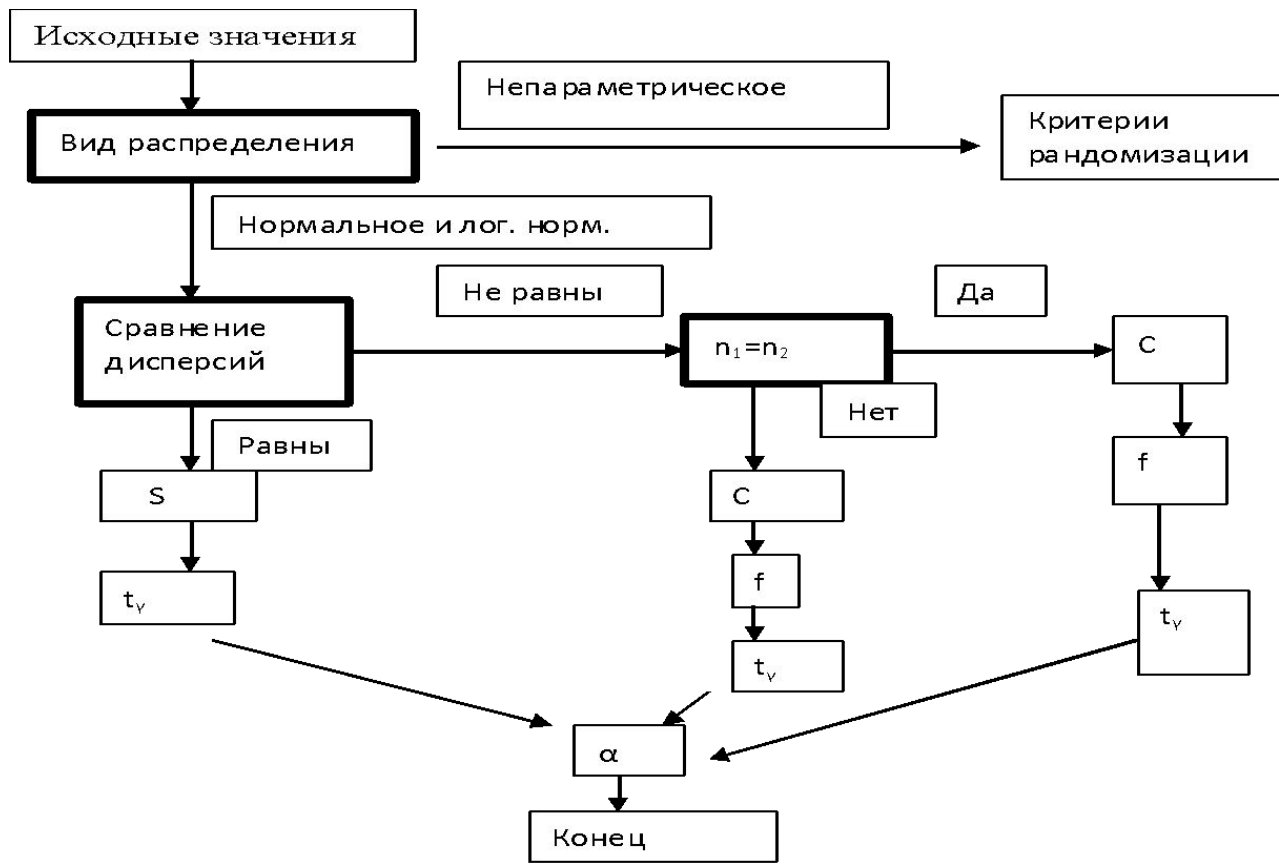 Исходные значения
Непараметрическое
Вид распределения
Критерии
рандомизации
Нормальное и лог. норм.
Не равны
Да
Сравнение
дисперсий
n₁=n₂
C
Нет
Равны
f
S
C
f
tᵧ
tᵧ
tᵧ
α
Конец